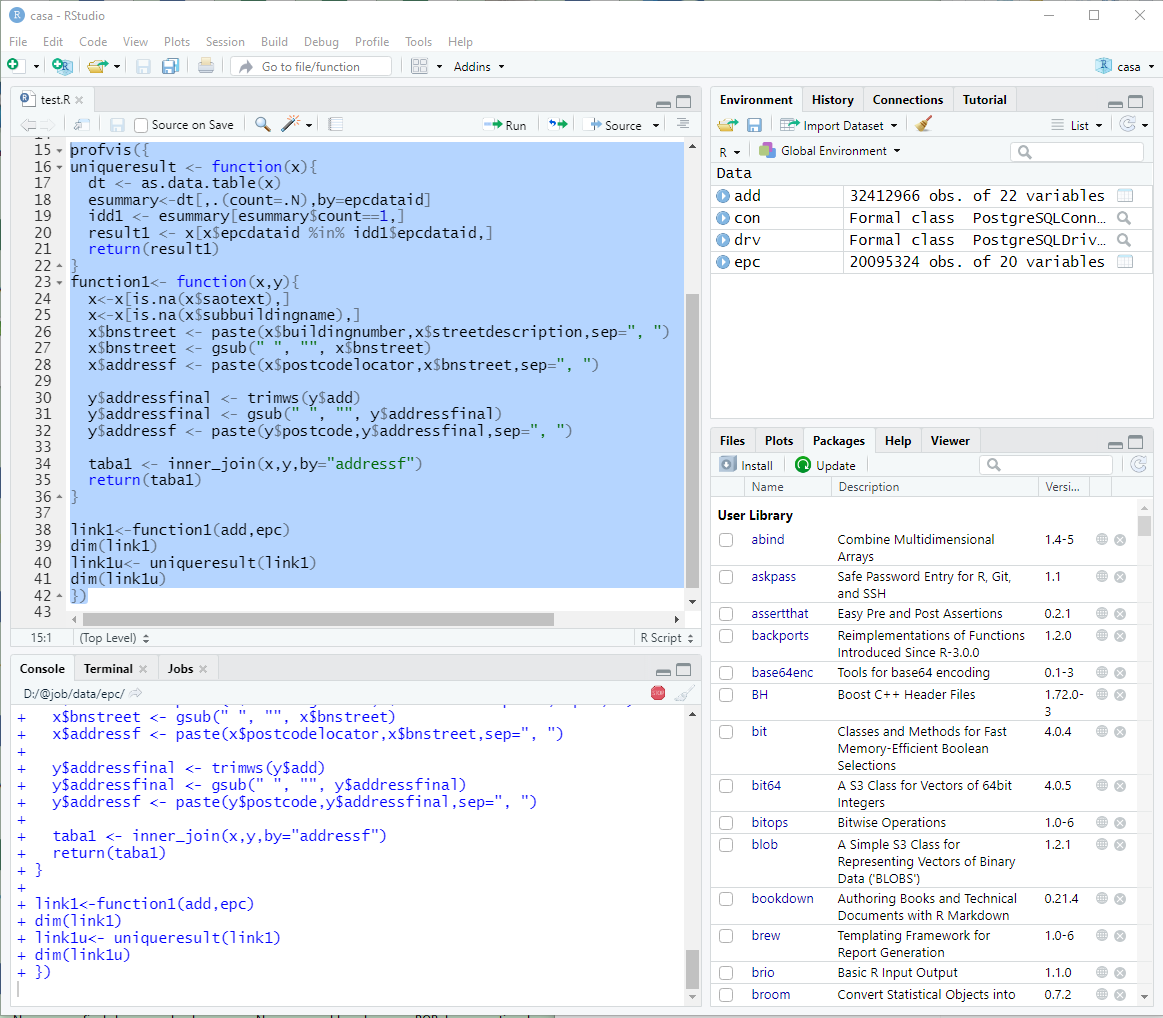 casa - RStudio
File Edit Code View Plots Session Build Debug Profile Tools Help
Go to file/function
Addins
casa
test.R
Source on Save
Run
Source
15 profvis({
16 uniqueresult <- function(x){
17 dt <- as.data.table(x)
18 esummary<-dt[,.(count=.N),by=epcdataid]
19 idd1 <- esummary[esummary$count==1,]
20 result1 <- x[x$epcdataid %in% idd1$epcdataid,]
21 return(result1)
22 }
23 function1<- function(x,y){
24 x<-x[is.na(x$saotext),]
25 x<-x[is.na(x$subbuildingname),]
26 x$bnstreet <- paste(x$buildingnumber,x$streetdescription,sep=", ")
27 x$bnstreet <- gsub(" ", "", x$bnstreet)
28 x$addressf <- paste(x$postcodelocator,x$bnstreet,sep=", ")
29
30 y$addressfinal <- trimws(y$add)
31 y$addressfinal <- gsub(" ", "", y$addressfinal)
32 y$addressf <- paste(y$postcode,y$addressfinal,sep=", ")
33
34 taba1 <- inner_join(x,y,by="addressf")
35 return(taba1)
36 }
37
38 link1<-function1(add,epc)
39 dim(link1)
40 link1u<- uniqueresult(link1)
41 dim(link1u)
42 })
43
15:1 (Top Level) R Script
Console Terminal Jobs
D:/@job/data/epc/
STOP
+ x$bnstreet <- gsub(" ", "", x$bnstreet)
+ x$addressf <- paste(x$postcodelocator,x$bnstreet,sep=", ")
+
+ y$addressfinal <- trimws(y$add)
+ y$addressfinal <- gsub(" ", "", y$addressfinal)
+ y$addressf <- paste(y$postcode,y$addressfinal,sep=", ")
+
+ taba1 <- inner_join(x,y,by="addressf")
+ return(taba1)
+ }
+
+ link1<-function1(add,epc)
+ dim(link1)
+ link1u<- uniqueresult(link1)
+ dim(link1u)
+ })
Environment History Connections Tutorial
Import Dataset
List
R
Global Environment
Data
add 32412966 obs. of 22 variables
con Formal class PostgreSQLConn…
drv Formal class PostgreSQLDriv…
epc 20095324 obs. of 20 variables
Files Plots Packages Help Viewer
Install Update
Name Description Versi...
User Library
abind Combine Multidimensional 1.4-5
Arrays
askpass Safe Password Entry for R, Git, 1.1
and SSH
assertthat Easy Pre and Post Assertions 0.2.1
backports Reimplementations of Functions 1.2.0
Introduced Since R-3.0.0
base64enc Tools for base64 encoding 0.1-3
BH Boost C++ Header Files 1.72.0-
3
bit Classes and Methods for Fast 4.0.4
Memory-Efficient Boolean
Selections
bit64 A S3 Class for Vectors of 64bit 4.0.5
Integers
bitops Bitwise Operations 1.0-6
blob A Simple S3 Class for 1.2.1
Representing Vectors of Binary
Data ('BLOBS')
bookdown Authoring Books and Technical 0.21.4
Documents with R Markdown
brew Templating Framework for 1.0-6
Report Generation
brio Basic R Input Output 1.1.0
broom Convert Statistical Objects into 0.7.2